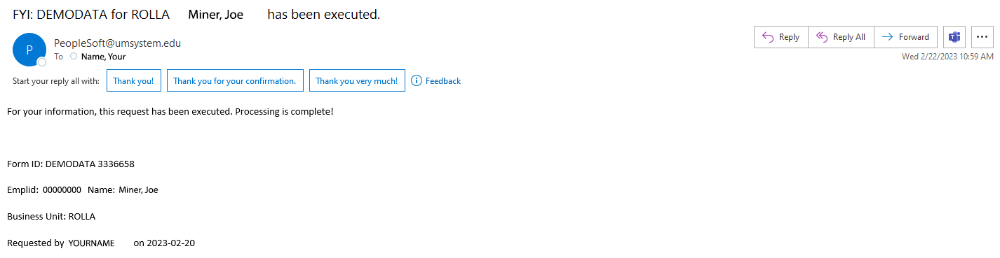 FYI: DEMODATA for ROLLA Miner, Joe has been executed.
P
PeopleSoft@umsystem.edu
To Name, Your
Reply Reply All Forward
Wed 2/22/2023 10:59 AM
Start your reply all with: Thank you! Thank you for your confirmation. Thank you very much! Feedback
For your information, this request has been executed. Processing is complete!
Form ID: DEMODATA 3336658
Emplid: 00000000 Name: Miner, Joe
Business Unit: ROLLA
Requested by YOURNAME on 2023-02-20